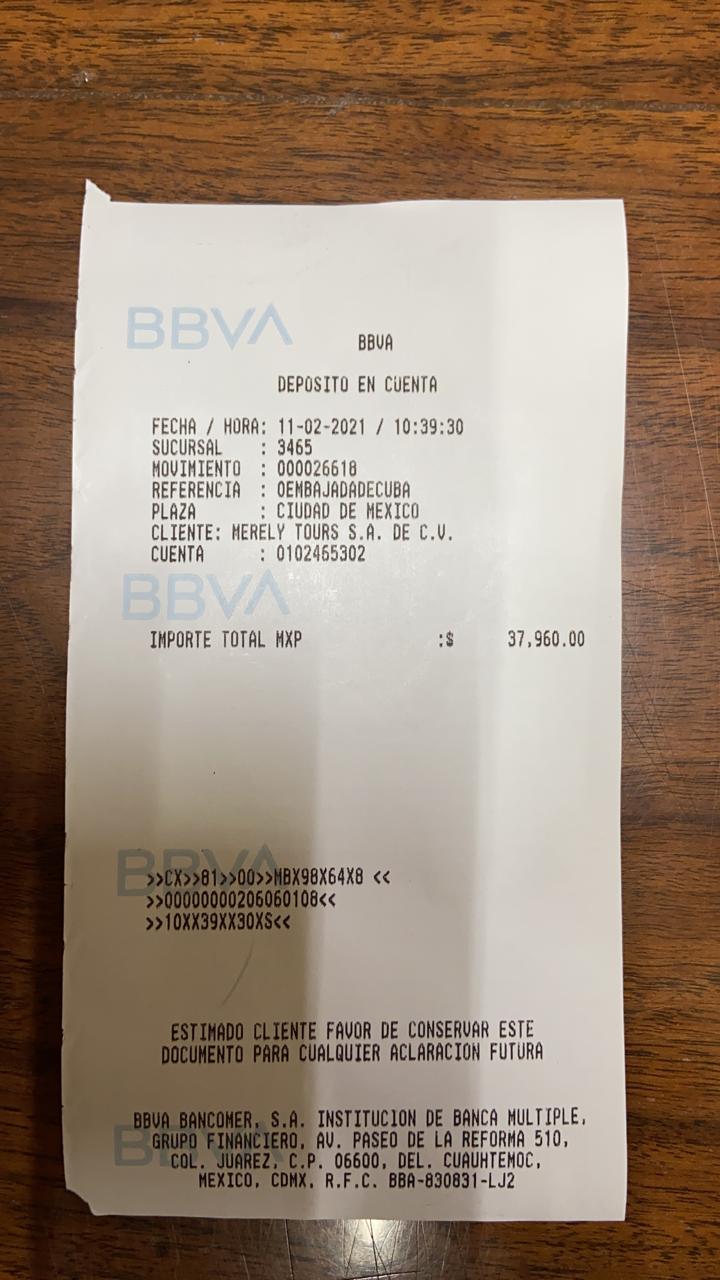 BBVA
BBVA
DEPOSITO EN CUENTA
FECHA / HORA: 11-02-2021 / 10:39:30
SUCURSAL : 3465
MOVIMIENTO : 000026618
REFERENCIA : OEMBAJADADECUBA
PLAZA : CIUDAD DE MEXICO
CLIENTE: MERELY TOURS S.A. DE C.V.
CUENTA : 0102465302
BBVA
IMPORTE TOTAL MXP :$ 37,960.00
BBVA
>>CX>>81>>00>>MBX98X64X8 <<
>>00000000206060108<<
>>10XX39XX30XS<<
ESTIMADO CLIENTE FAVOR DE CONSERVAR ESTE
DOCUMENTO PARA CUALQUIER ACLARACION FUTURA
BBVA
BBVA BANCOMER, S.A. INSTITUCION DE BANCA MULTIPLE,
GRUPO FINANCIERO, AV. PASEO DE LA REFORMA 510,
COL. JUAREZ, C.P. 06600, DEL. CUAUHTEMOC,
MEXICO, CDMX, R.F.C. BBA-830831-LJ2